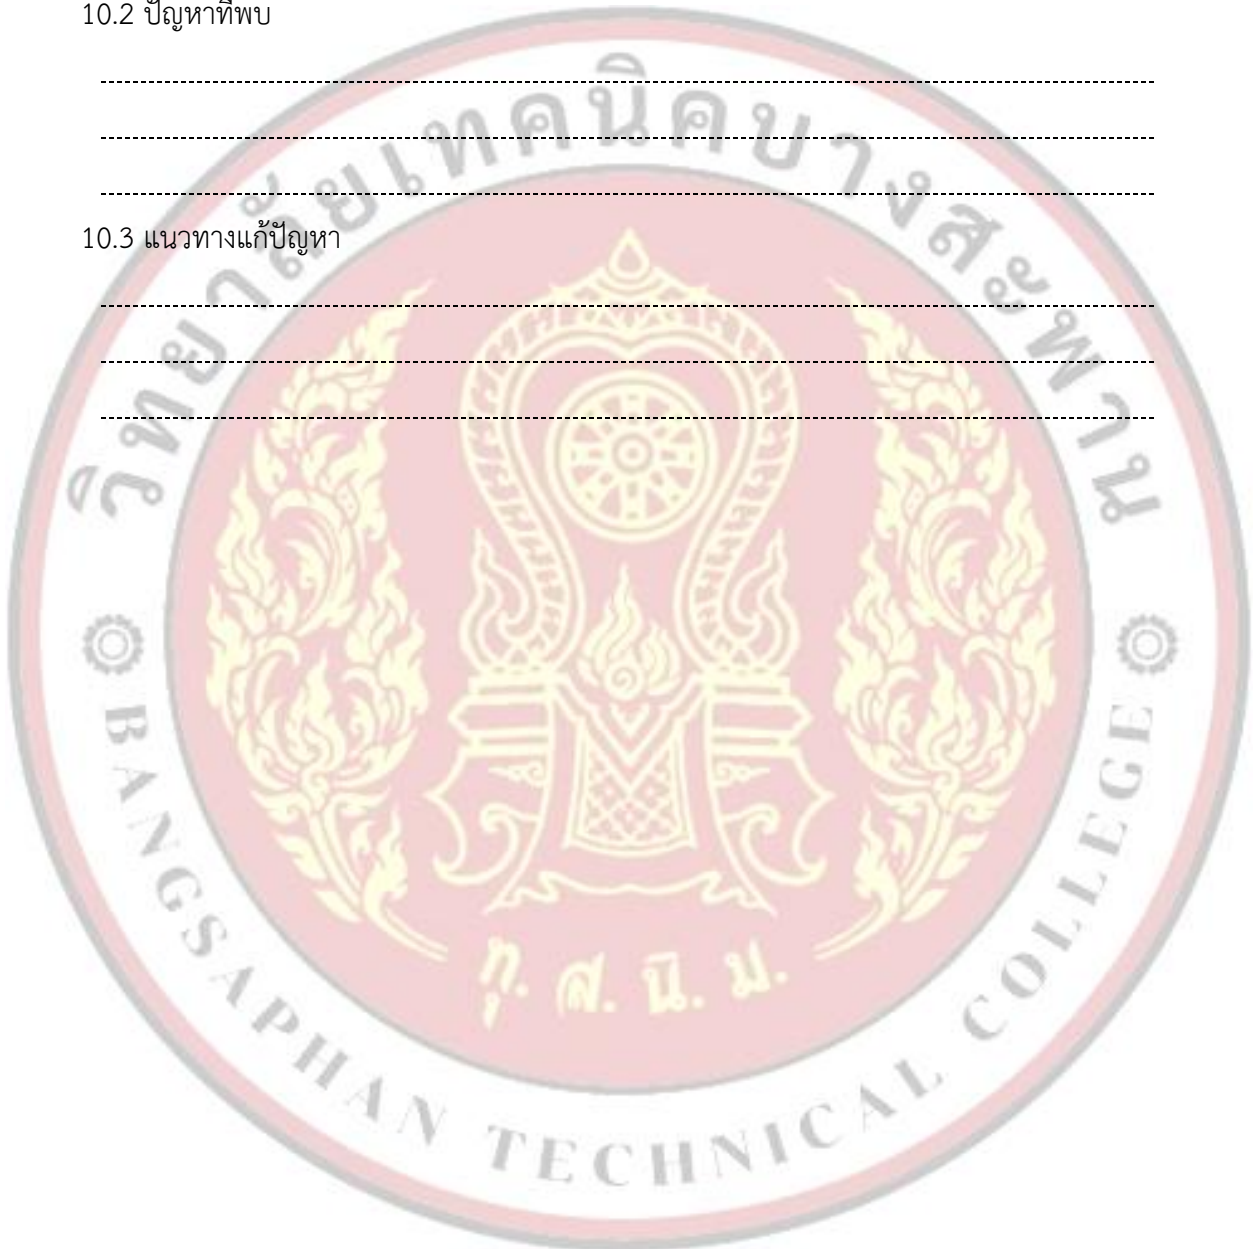 10.2 ปัญหาที่พบ
10.3 แนวทางแก้ปัญหา
วิทยาลัยเทคนิคบางสะพาน
ทุ. ส. นิ. ม.
BANGSAPHAN TECHNICAL COLLEGE